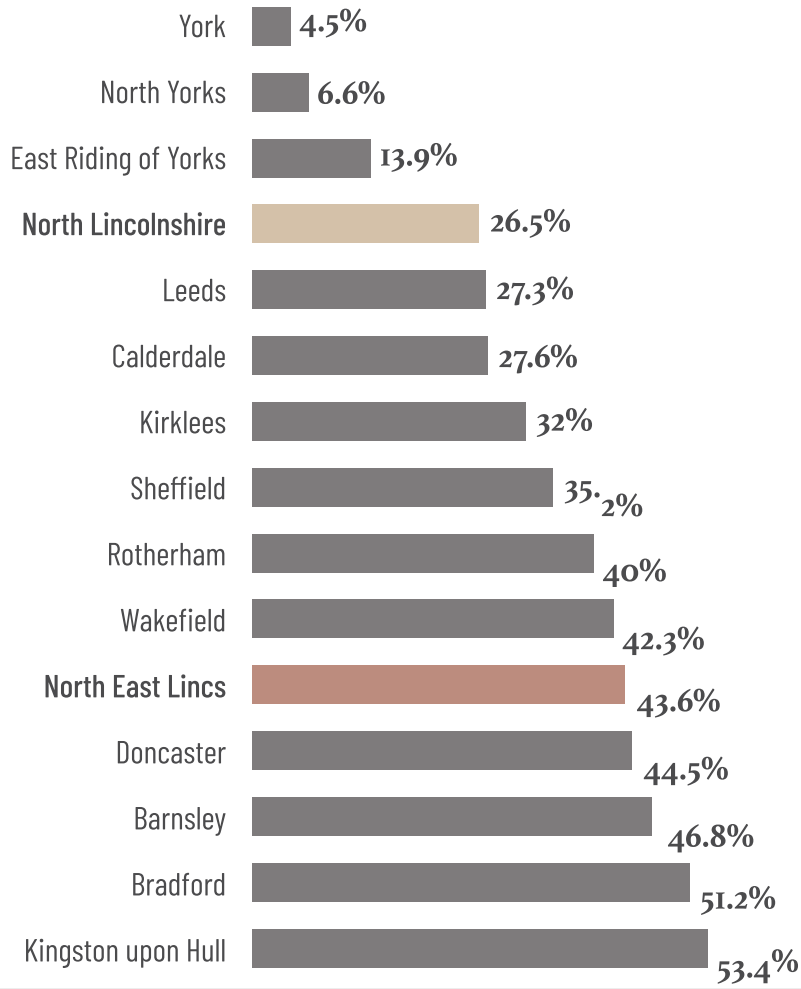 York 4.5%
North Yorks 6.6%
East Riding of Yorks 13.9%
North Lincolnshire 26.5%
Leeds 27.3%
Calderdale 27.6%
Kirklees 32%
Sheffield 35.2%
Rotherham 40%
Wakefield 42.3%
North East Lincs 43.6%
Doncaster 44.5%
Barnsley 46.8%
Bradford 51.2%
Kingston upon Hull 53.4%